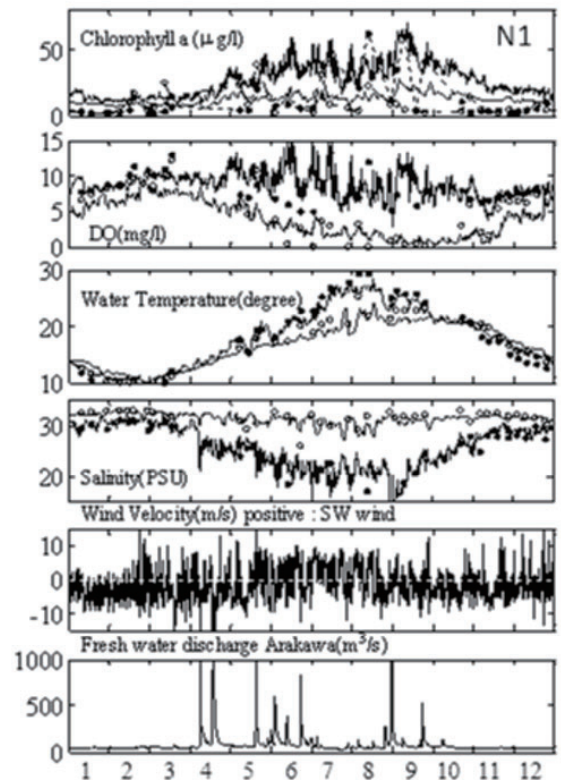 Chlorophyll a (μg/l) N1
50
0
15
10
5
0
DO(mg/l)
30
Water Temperature(degree)
20
10
30
20
Salinity(PSU)
Wind Velocity(m/s) positive : SW wind
10
0
-10
Fresh water discharge Arakawa(m³/s)
1000
500
0
1 2 3 4 5 6 7 8 9 10 11 12